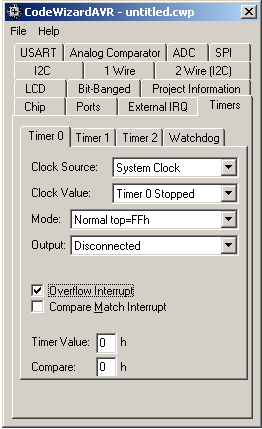 CodeWizardAVR - untitled.cwp
File Help
USART Analog Comparator ADC SPI
I2C 1 Wire 2 Wire (I2C)
LCD Bit-Banged Project Information
Chip Ports External IRQ Timers
Timer 0 Timer 1 Timer 2 Watchdog
Clock Source: System Clock
Clock Value: Timer 0 Stopped
Mode: Normal top=FFh
Output: Disconnected
Overflow Interrupt
Compare Match Interrupt
Timer Value: 0 h
Compare: 0 h